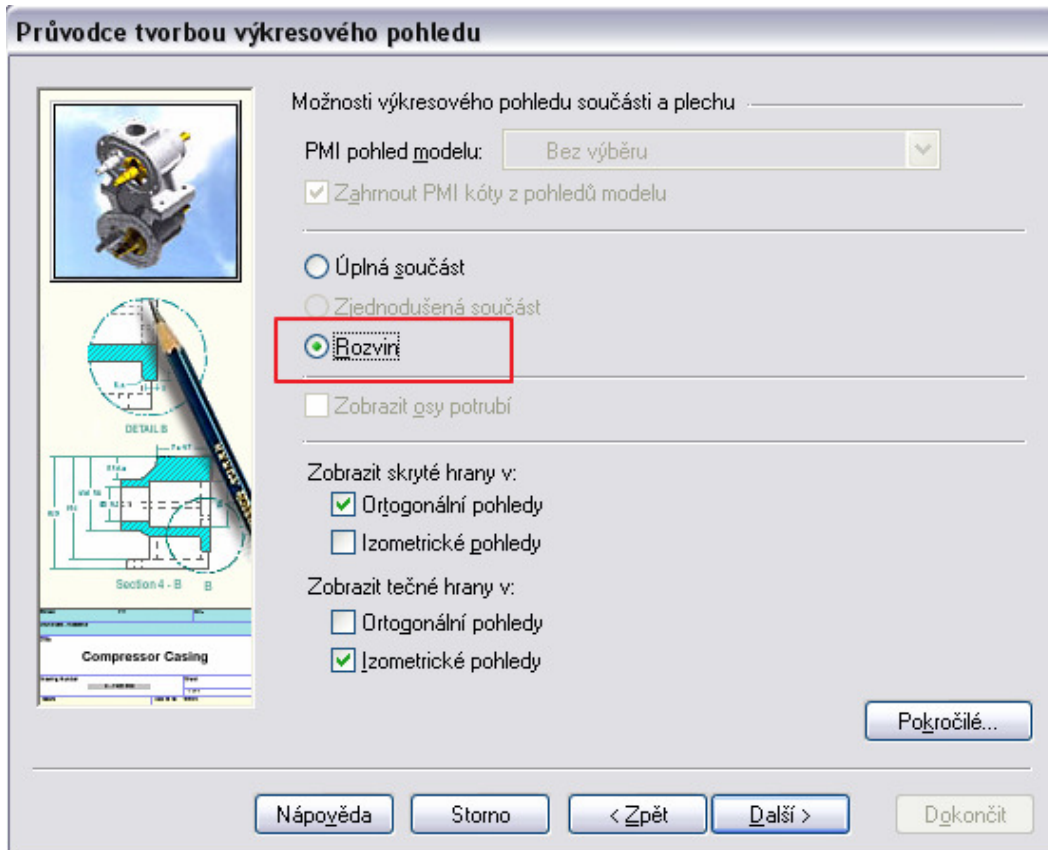 Průvodce tvorbou výkresového pohledu
Možnosti výkresového pohledu součásti a plechu
PMI pohled modelu: Bez výběru
Zahrnout PMI kóty z pohledů modelu
Úplná součást
Zjednodušená součást
Rozvin
Zobrazit osy potrubí
Zobrazit skryté hrany v:
Ortogonální pohledy
Izometrické pohledy
Zobrazit tečné hrany v:
Ortogonální pohledy
Izometrické pohledy
DETAIL B
Section 4 - B B
Compressor Casing
Pokročilé...
Nápověda Storno < Zpět Další > Dokončit